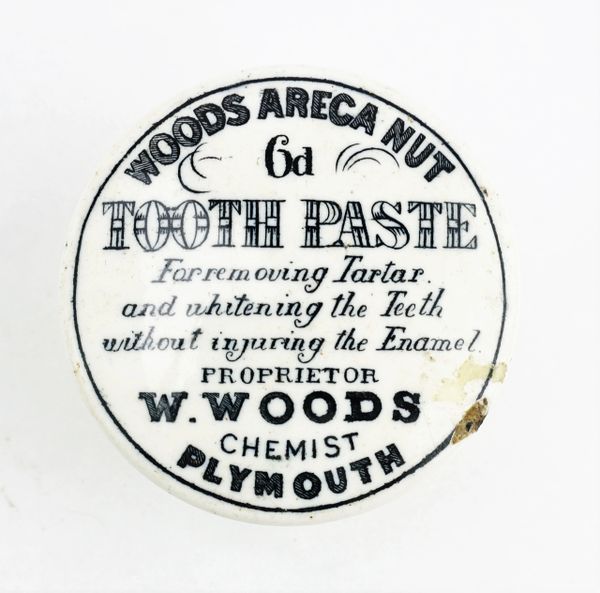 WOODS ARECA NUT
6d
TOOTH PASTE
For removing Tartar.
and whitening the Teeth
without injuring the Enamel.
PROPRIETOR
W. WOODS
CHEMIST
PLYMOUTH